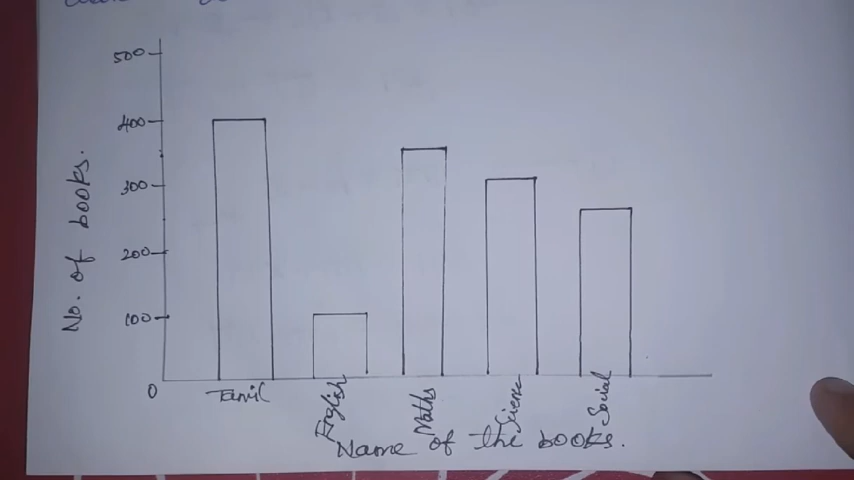 500
400
300
200
100
0
No. of books.
Tamil
English
Maths
Science
Social
Name of the books.